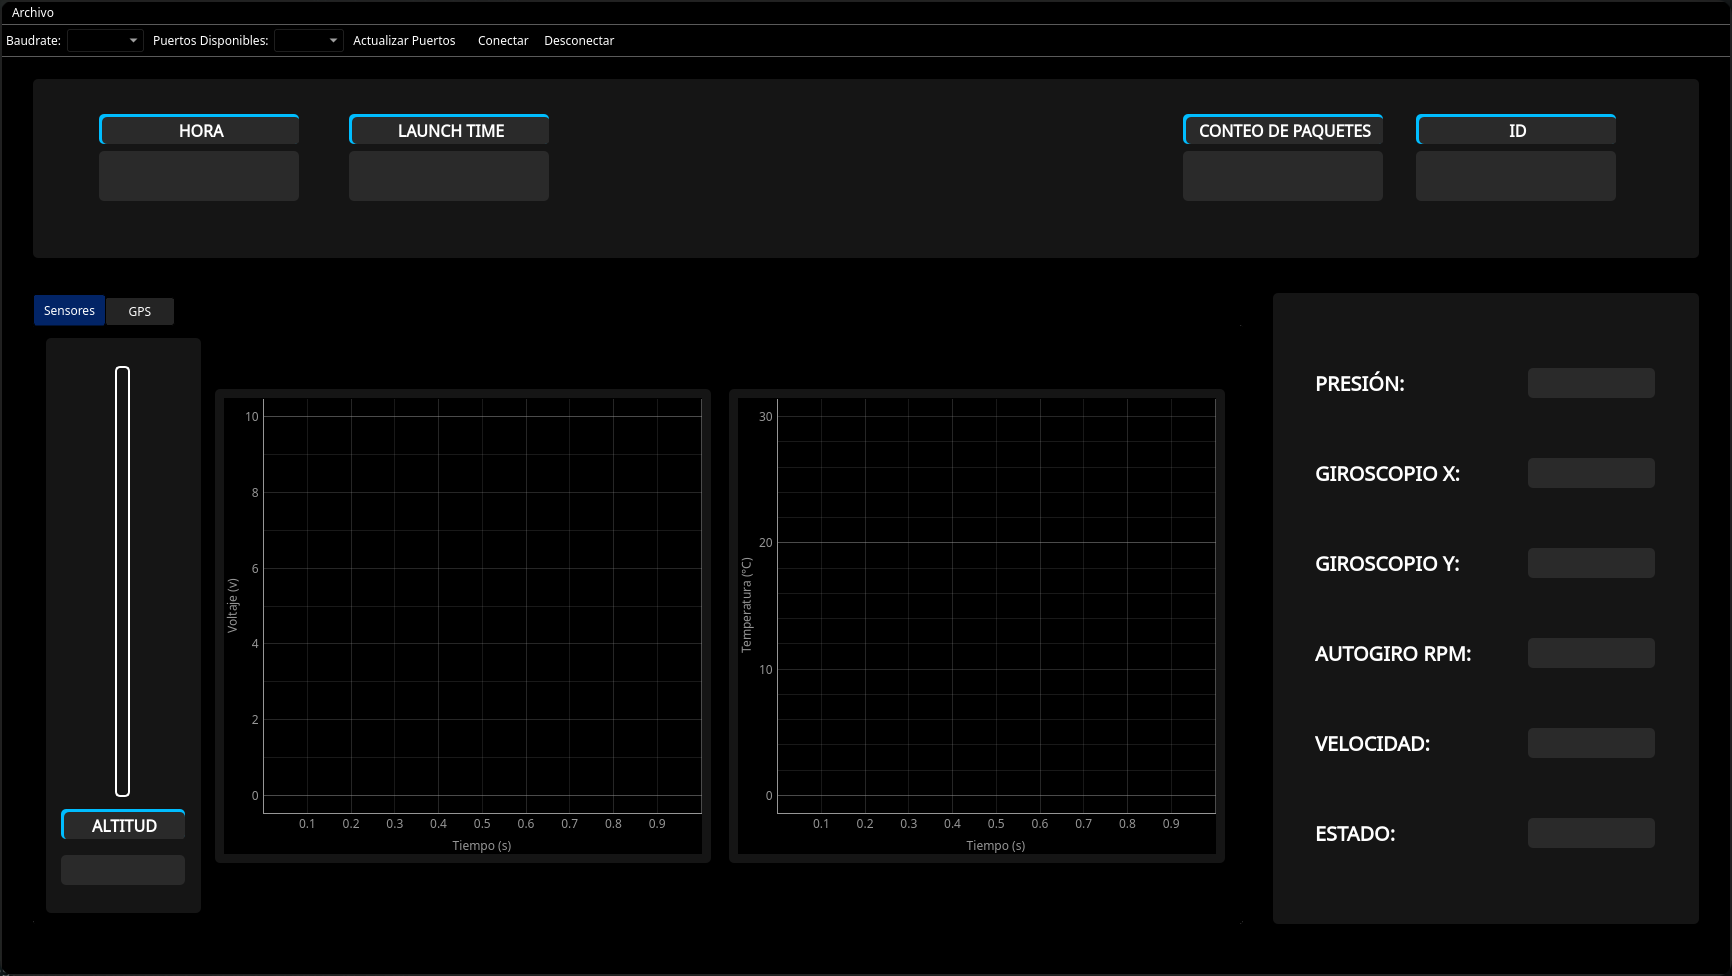 Archivo
Baudrate: Puertos Disponibles: Actualizar Puertos Conectar Desconectar
HORA LAUNCH TIME CONTEO DE PAQUETES ID
Sensores GPS
ALTITUD
10
8
6
4
2
0
Voltaje (v)
0.1 0.2 0.3 0.4 0.5 0.6 0.7 0.8 0.9
Tiempo (s)
30
20
10
0
Temperatura (°C)
0.1 0.2 0.3 0.4 0.5 0.6 0.7 0.8 0.9
Tiempo (s)
PRESIÓN:
GIROSCOPIO X:
GIROSCOPIO Y:
AUTOGIRO RPM:
VELOCIDAD:
ESTADO: